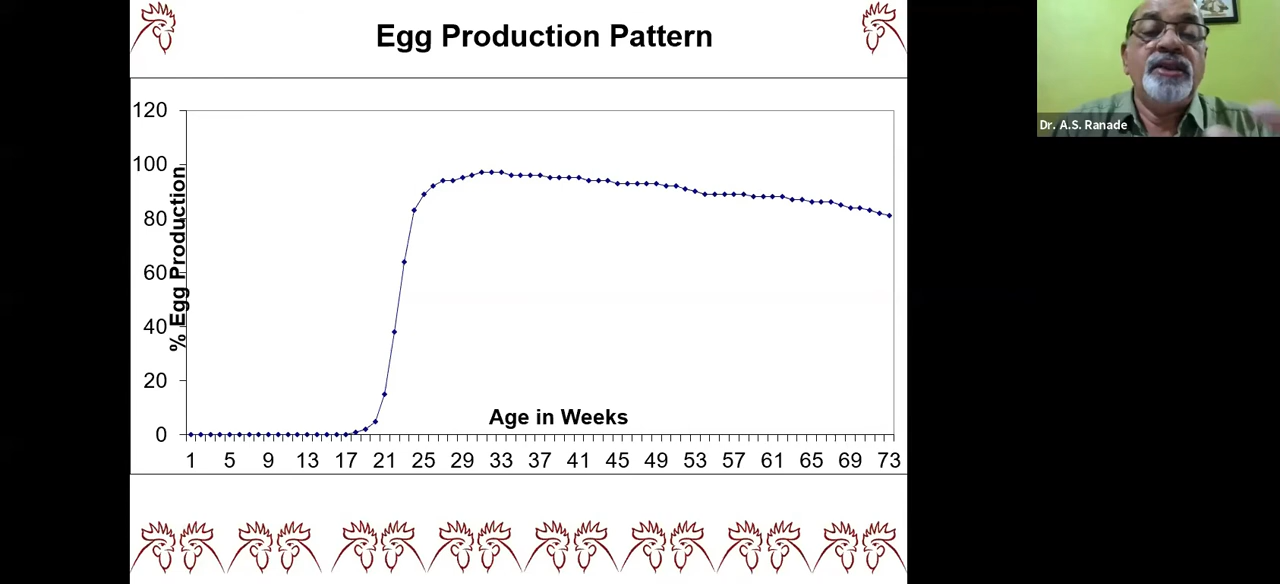 Egg Production Pattern
Dr. A.S. Ranade
120
100
80
60
40
20
0
% Egg Production
Age in Weeks
1 5 9 13 17 21 25 29 33 37 41 45 49 53 57 61 65 69 73